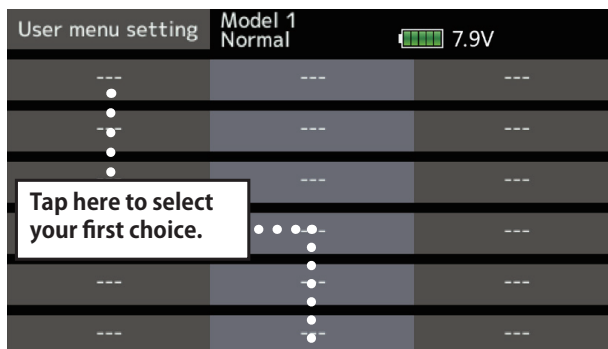 User menu setting
Model 1
Normal
7.9V
--- --- ---
--- --- ---
--- ---
Tap here to select
your first choice.
--- ---
--- --- ---
--- --- ---